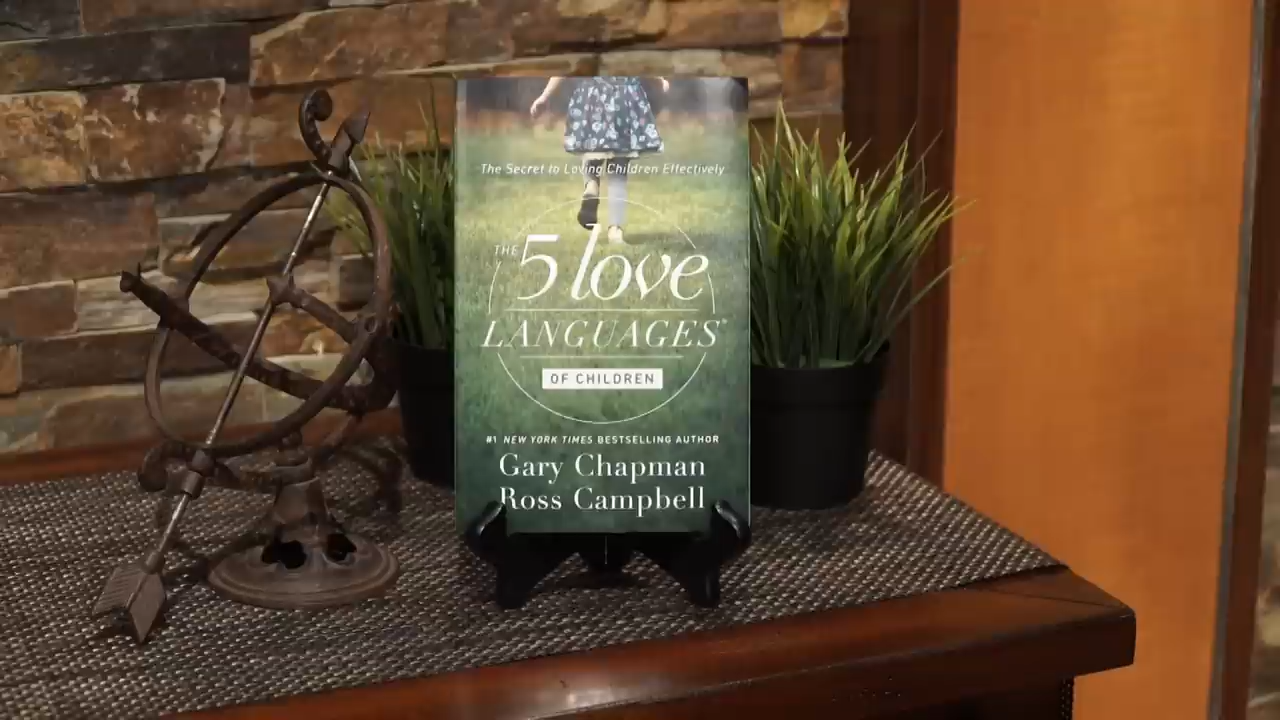 The Secret to Loving Children Effectively
THE 5 love
LANGUAGES®
OF CHILDREN
#1 NEW YORK TIMES BESTSELLING AUTHOR
Gary Chapman
Ross Campbell